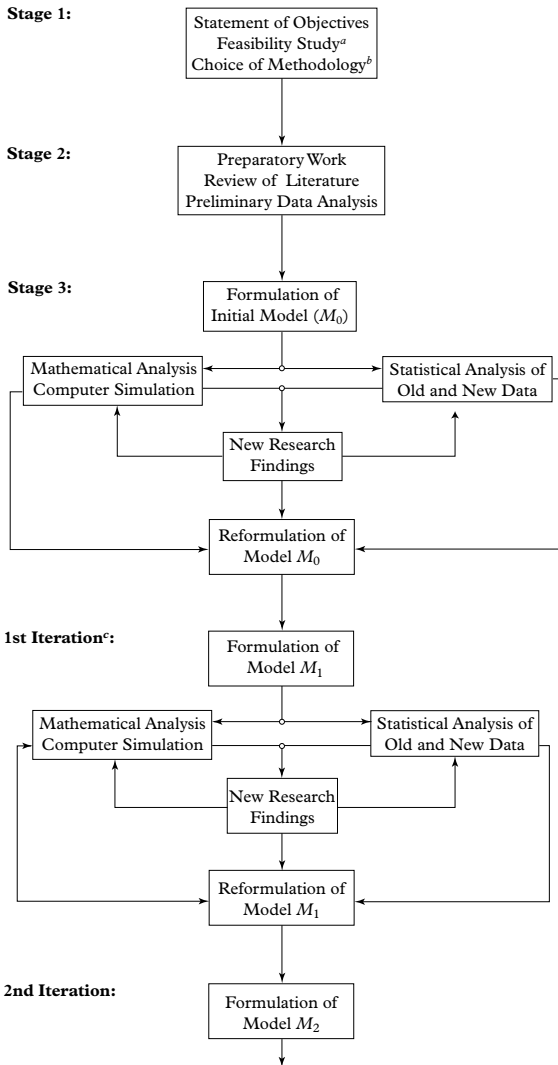 Stage 1:
Statement of Objectives
Feasibility Studyᵃ
Choice of Methodologyᵇ
Stage 2:
Preparatory Work
Review of Literature
Preliminary Data Analysis
Stage 3:
Formulation of
Initial Model (M₀)
Mathematical Analysis
Computer Simulation
Statistical Analysis of
Old and New Data
New Research
Findings
Reformulation of
Model M₀
1st Iterationᶜ:
Formulation of
Model M₁
Mathematical Analysis
Computer Simulation
Statistical Analysis of
Old and New Data
New Research
Findings
Reformulation of
Model M₁
2nd Iteration:
Formulation of
Model M₂